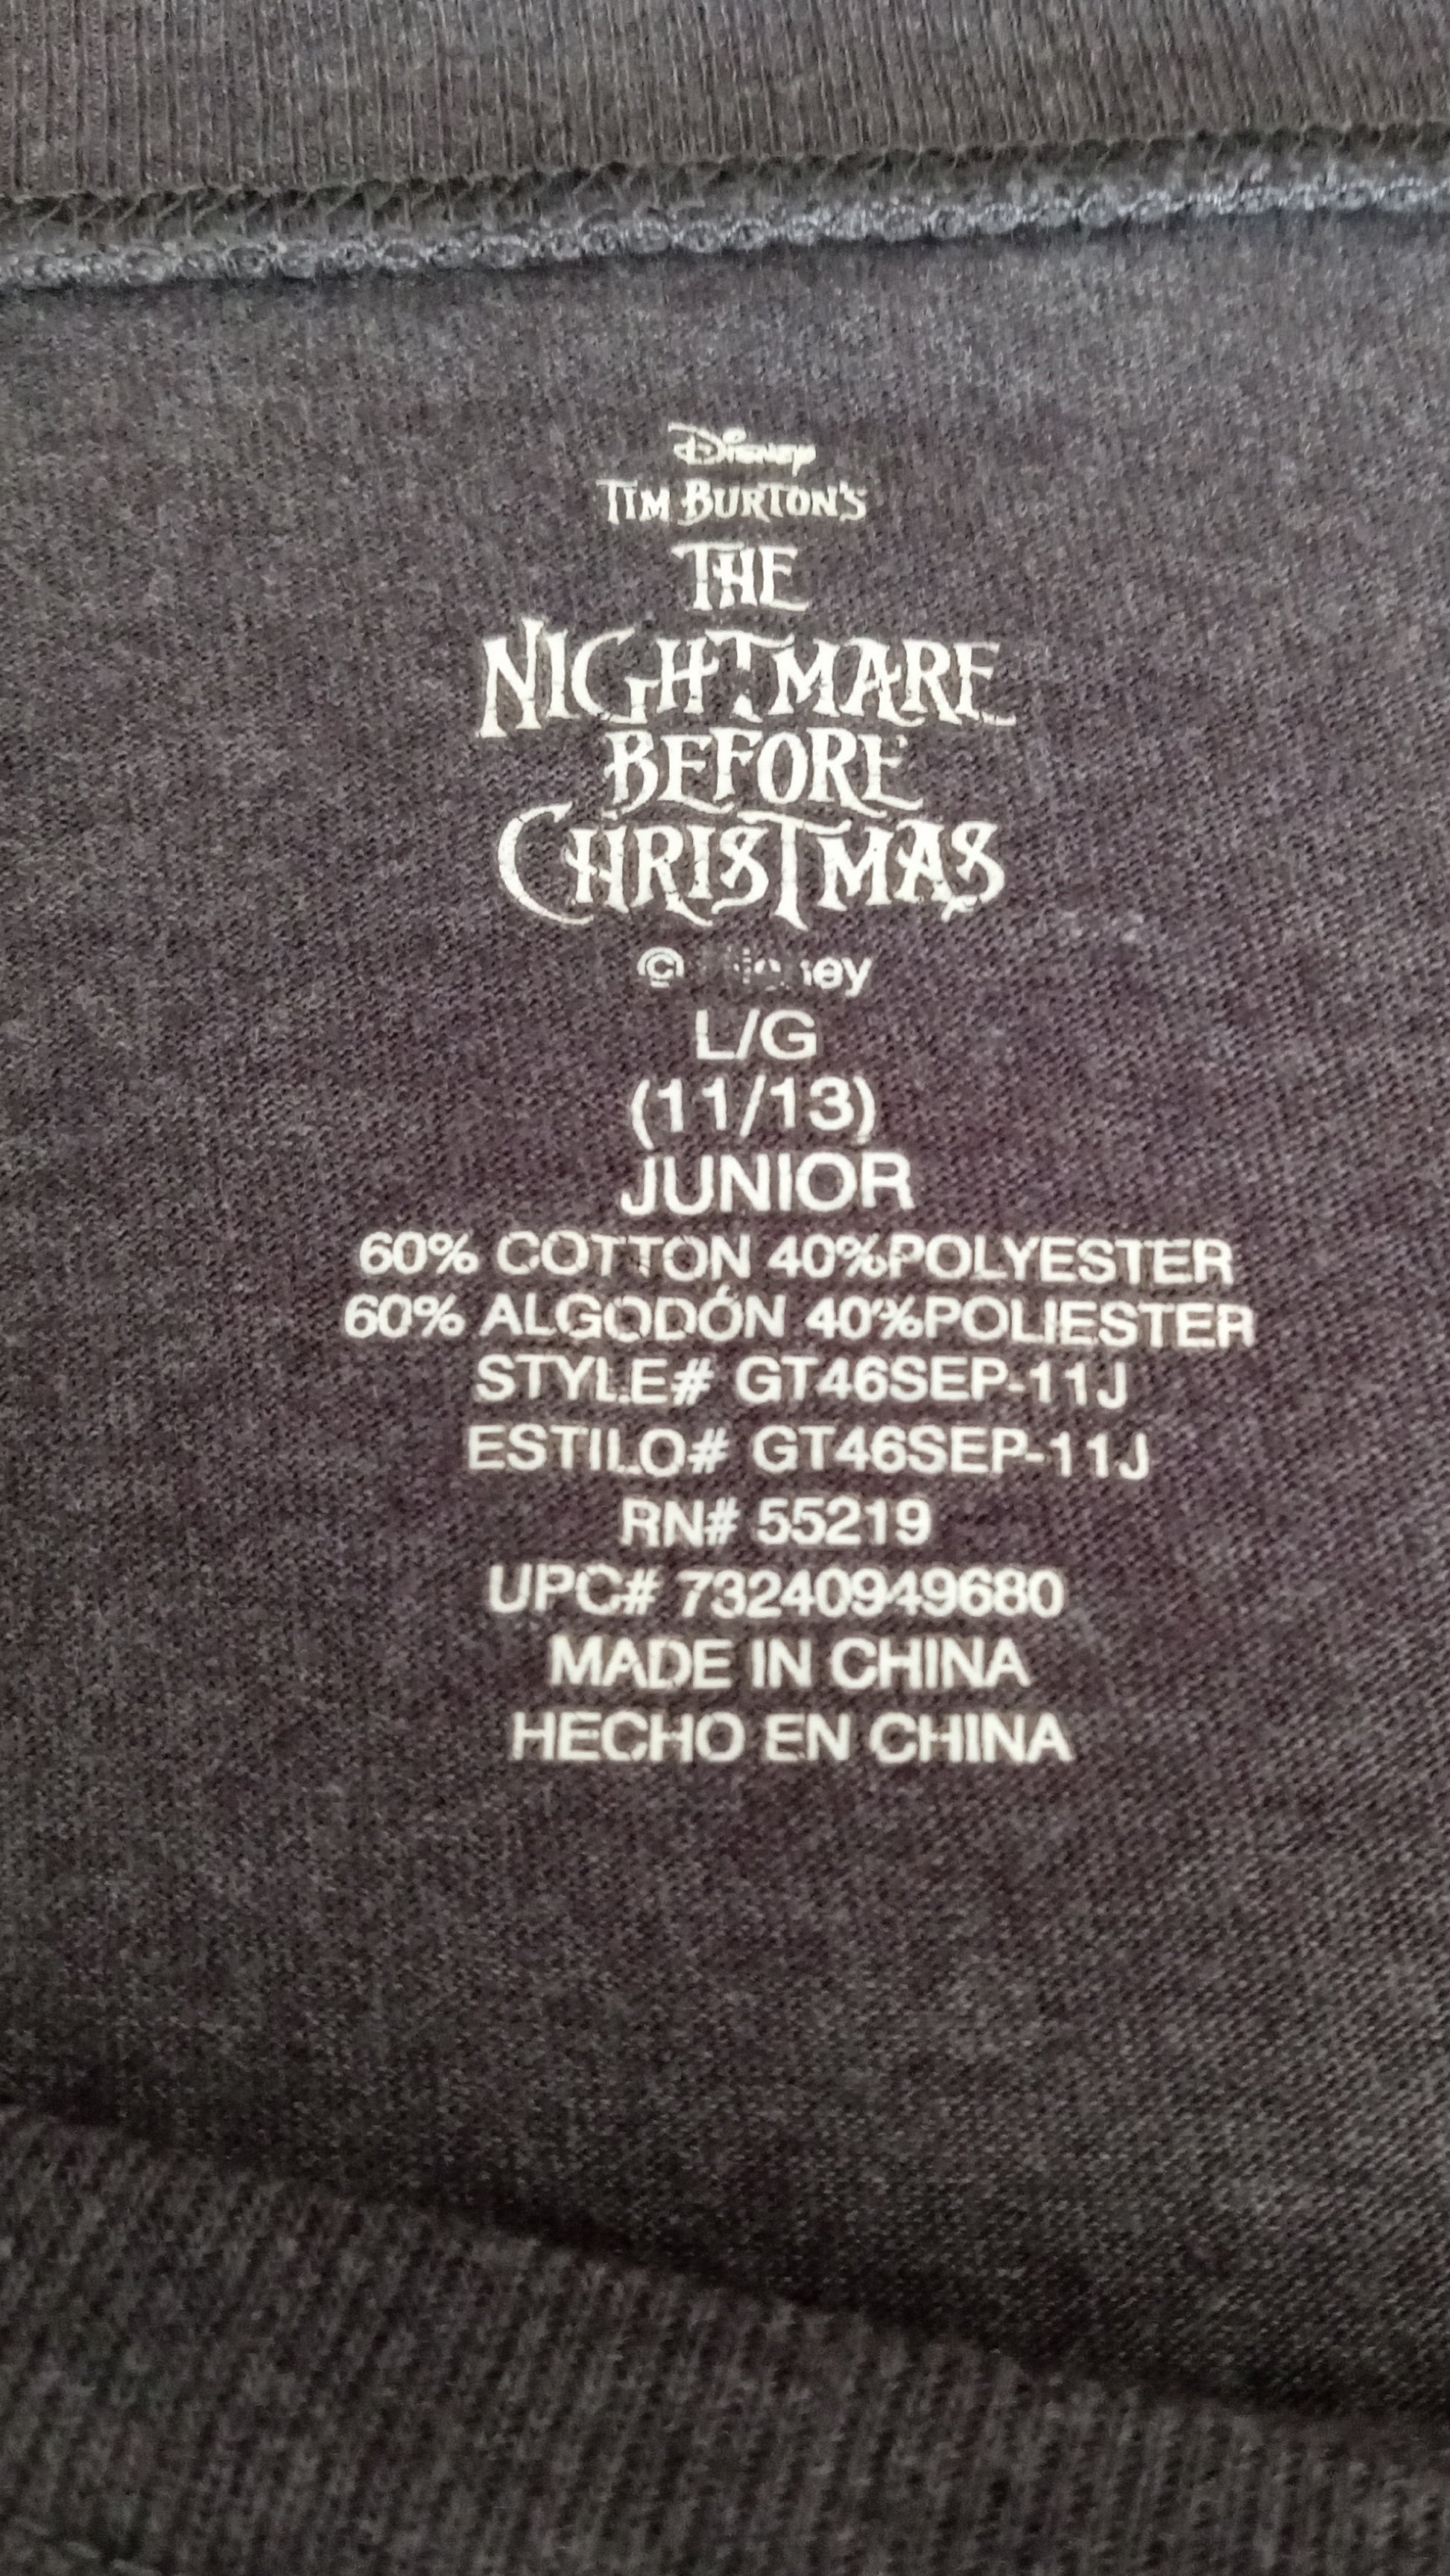 Disney
TIM BURTON'S
THE
NIGHTMARE
BEFORE
CHRISTMAS
© Disney
L/G
(11/13)
JUNIOR
60% COTTON 40%POLYESTER
60% ALGODÓN 40%POLIESTER
STYLE# GT46SEP-11J
ESTILO# GT46SEP-11J
RN# 55219
UPC# 73240949680
MADE IN CHINA
HECHO EN CHINA